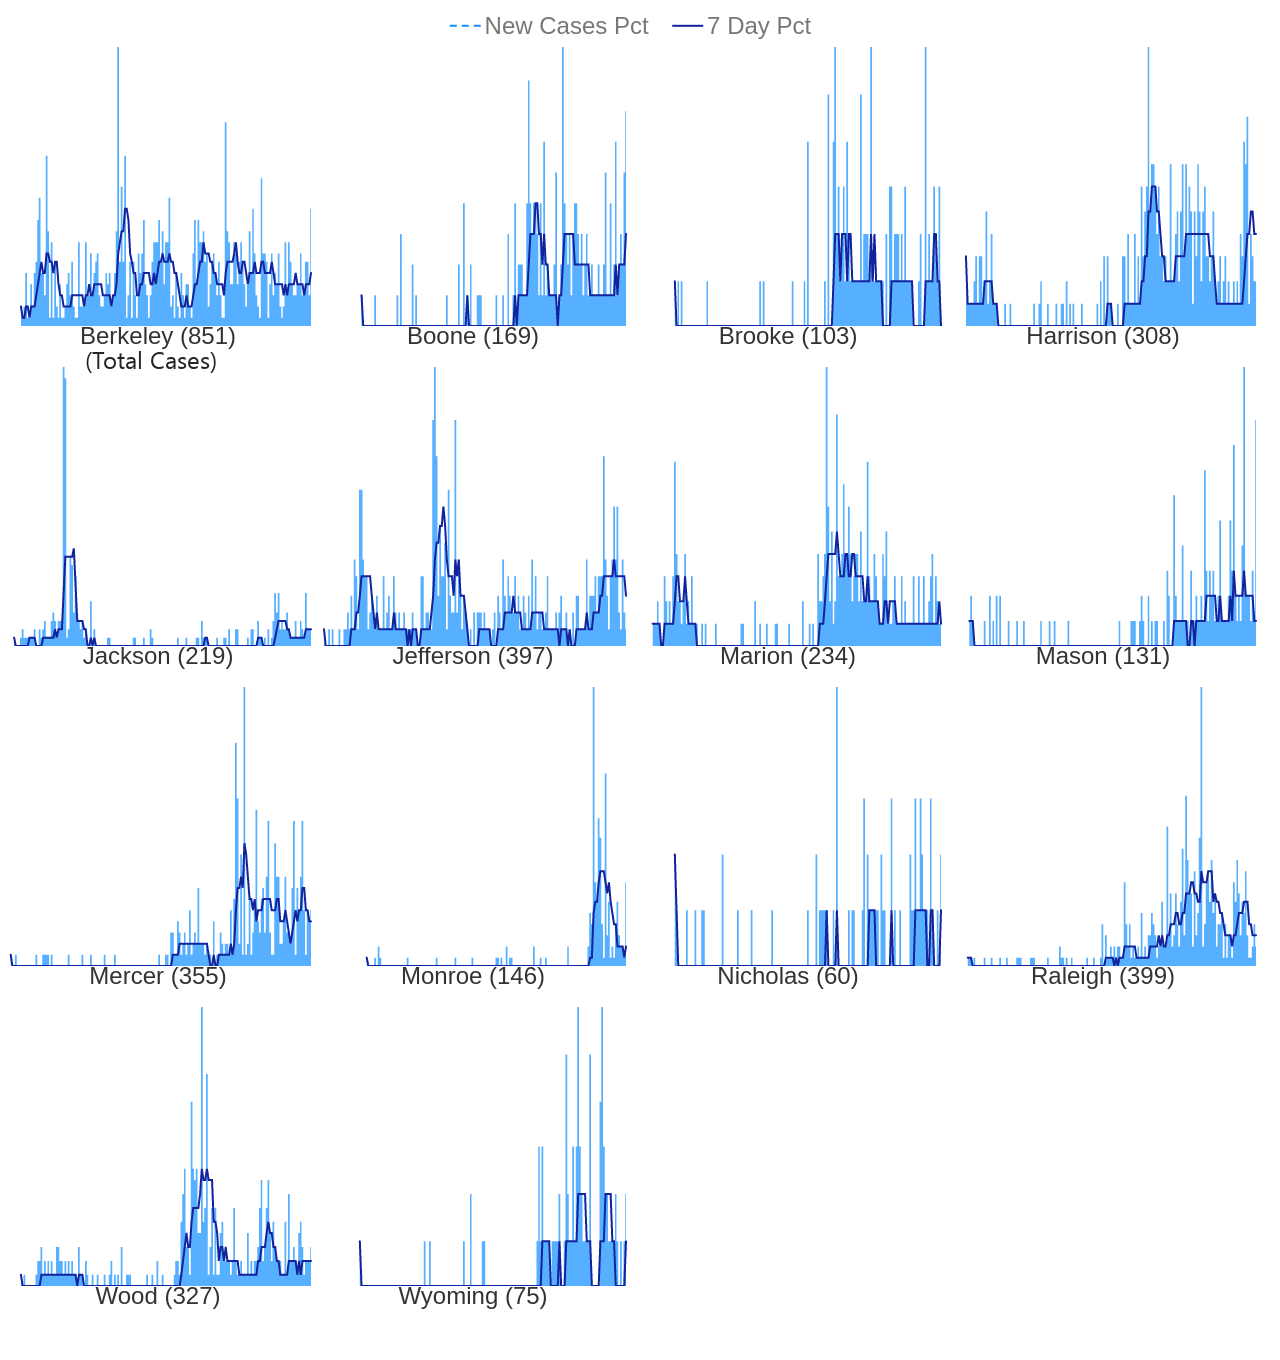 New Cases Pct 7 Day Pct
Berkeley (851) Boone (169) Brooke (103) Harrison (308)
(Total Cases)
Jackson (219) Jefferson (397) Marion (234) Mason (131)
Mercer (355) Monroe (146) Nicholas (60) Raleigh (399)
Wood (327) Wyoming (75)